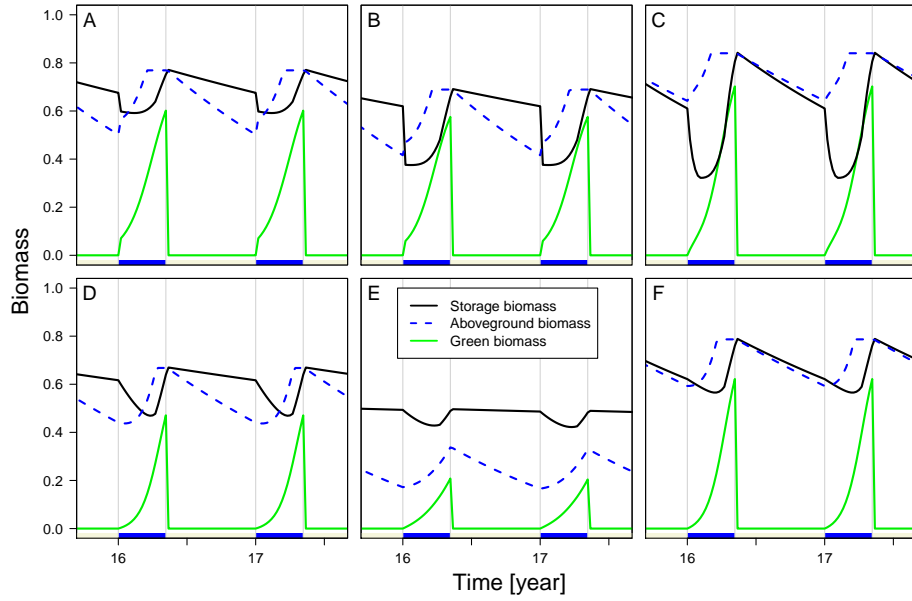 Biomass
1.0
0.8
0.6
0.4
0.2
0.0
A
B
C
1.0
0.8
0.6
0.4
0.2
0.0
D
E
F
Storage biomass
Aboveground biomass
Green biomass
16 17 16 17 16 17
Time [year]